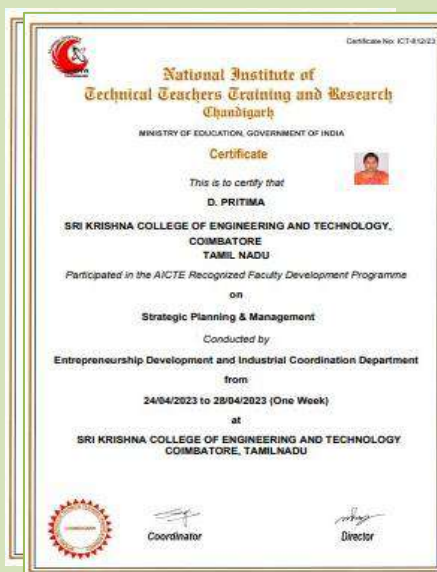 Certificate No: ICT-812/23
National Institute of
Technical Teachers Training and Research
Chandigarh
MINISTRY OF EDUCATION, GOVERNMENT OF INDIA
Certificate
This is to certify that
D. PRITIMA
SRI KRISHNA COLLEGE OF ENGINEERING AND TECHNOLOGY,
COIMBATORE
TAMIL NADU
Participated in the AICTE Recognized Faculty Development Programme
on
Strategic Planning & Management
Conducted by
Entrepreneurship Development and Industrial Coordination Department
from
24/04/2023 to 28/04/2023 (One Week)
at
SRI KRISHNA COLLEGE OF ENGINEERING AND TECHNOLOGY
COIMBATORE, TAMILNADU
Coordinator
Director